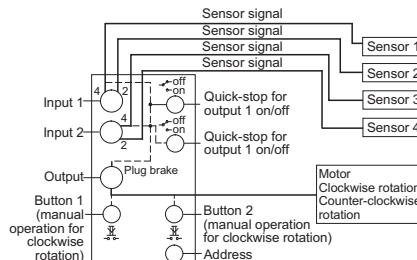 Sensor signal
Sensor signal
Sensor signal
Sensor signal
Sensor 1
Sensor 2
Sensor 3
Sensor 4
4
2
off
on
Input 1
Quick-stop for
output 1 on/off
4
2
off
on
Input 2
Quick-stop for
output 1 on/off
Plug brake
Output
Motor
Clockwise rotation
Counter-clockwise
rotation
Button 1
(manual
operation for
clockwise
rotation)
Button 2
(manual operation
for clockwise rotation)
Address